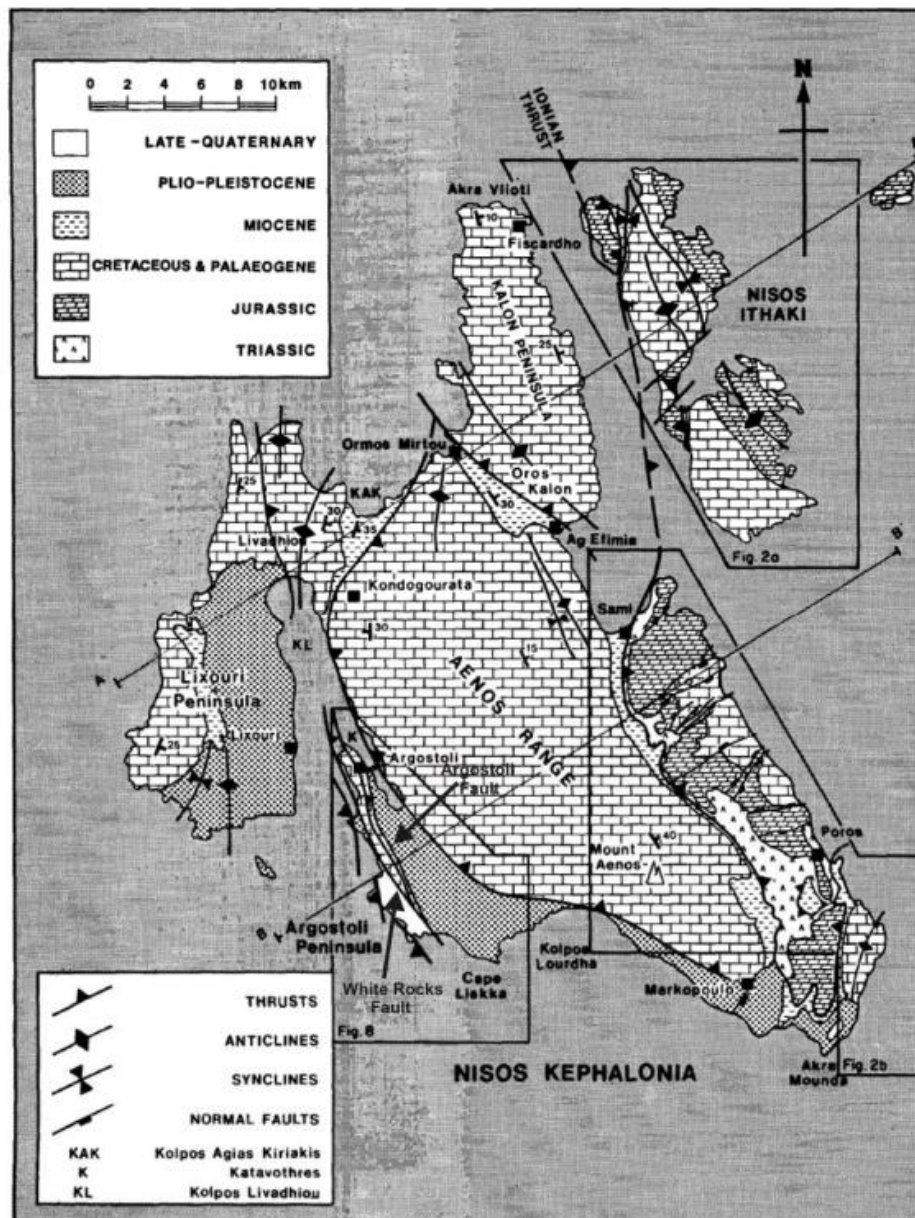 0 2 4 6 8 10 km
LATE-QUATERNARY
PLIO-PLEISTOCENE
MIOCENE
CRETACEOUS & PALAEOGENE
JURASSIC
TRIASSIC
N
IONIAN
THRUST
Akra Vlioti
10
Fiscardho
KALON PENINSULA
25
NISOS
ITHAKI
Ormos Mirtou
Oros
Kalon
30
Ag Efimia
Fig. 2a
B'
25
KAK
30
35
Livadhiou
Kondogourata
30
KL
Sami
15
A
Lixouri
Peninsula
Lixouri
25
AENOS RANGE
K
Argostoli
Argostoli
Fault
40
Mount
Aenos
Poros
B
Argostoli
Peninsula
White Rocks
Fault
Cape
Liakka
Kolpos
Lourdha
Markopoulo
Fig. 8
Akra
Mounda
Fig. 2b
NISOS KEPHALONIA
THRUSTS
ANTICLINES
SYNCLINES
NORMAL FAULTS
KAK Kolpos Agias Kiriakis
K Katavothres
KL Kolpos Livadhiou